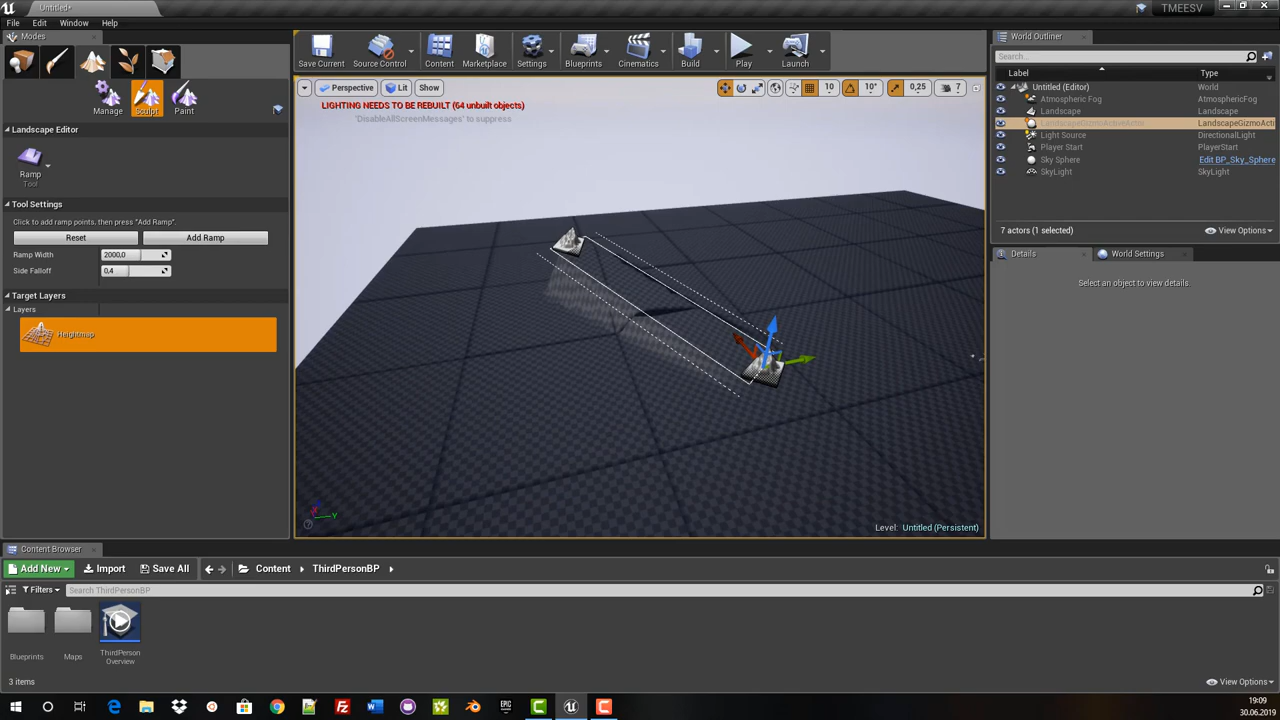 Untitled*
TMEESV
File Edit Window Help
Modes
Manage Sculpt Paint
Landscape Editor
Ramp
Tool
Tool Settings
Click to add ramp points, then press "Add Ramp".
Reset Add Ramp
Ramp Width 2000,0
Side Falloff 0,4
Target Layers
Layers
Heightmap
Save Current Source Control Content Marketplace Settings Blueprints Cinematics Build Play Launch
Perspective Lit Show 10 10° 0,25 7
LIGHTING NEEDS TO BE REBUILT (64 unbuilt objects)
'DisableAllScreenMessages' to suppress
Y
Level: Untitled (Persistent)
World Outliner
Search...
Label Type
Untitled (Editor) World
Atmospheric Fog AtmosphericFog
Landscape Landscape
LandscapeGizmoActiveActor LandscapeGizmoActi
Light Source DirectionalLight
Player Start PlayerStart
Sky Sphere Edit BP_Sky_Sphere
SkyLight SkyLight
7 actors (1 selected) View Options
Details World Settings
Select an object to view details.
Content Browser
Add New Import Save All Content ThirdPersonBP
Filters Search ThirdPersonBP
Blueprints Maps ThirdPerson
Overview
3 items View Options
19:09
30.06.2019